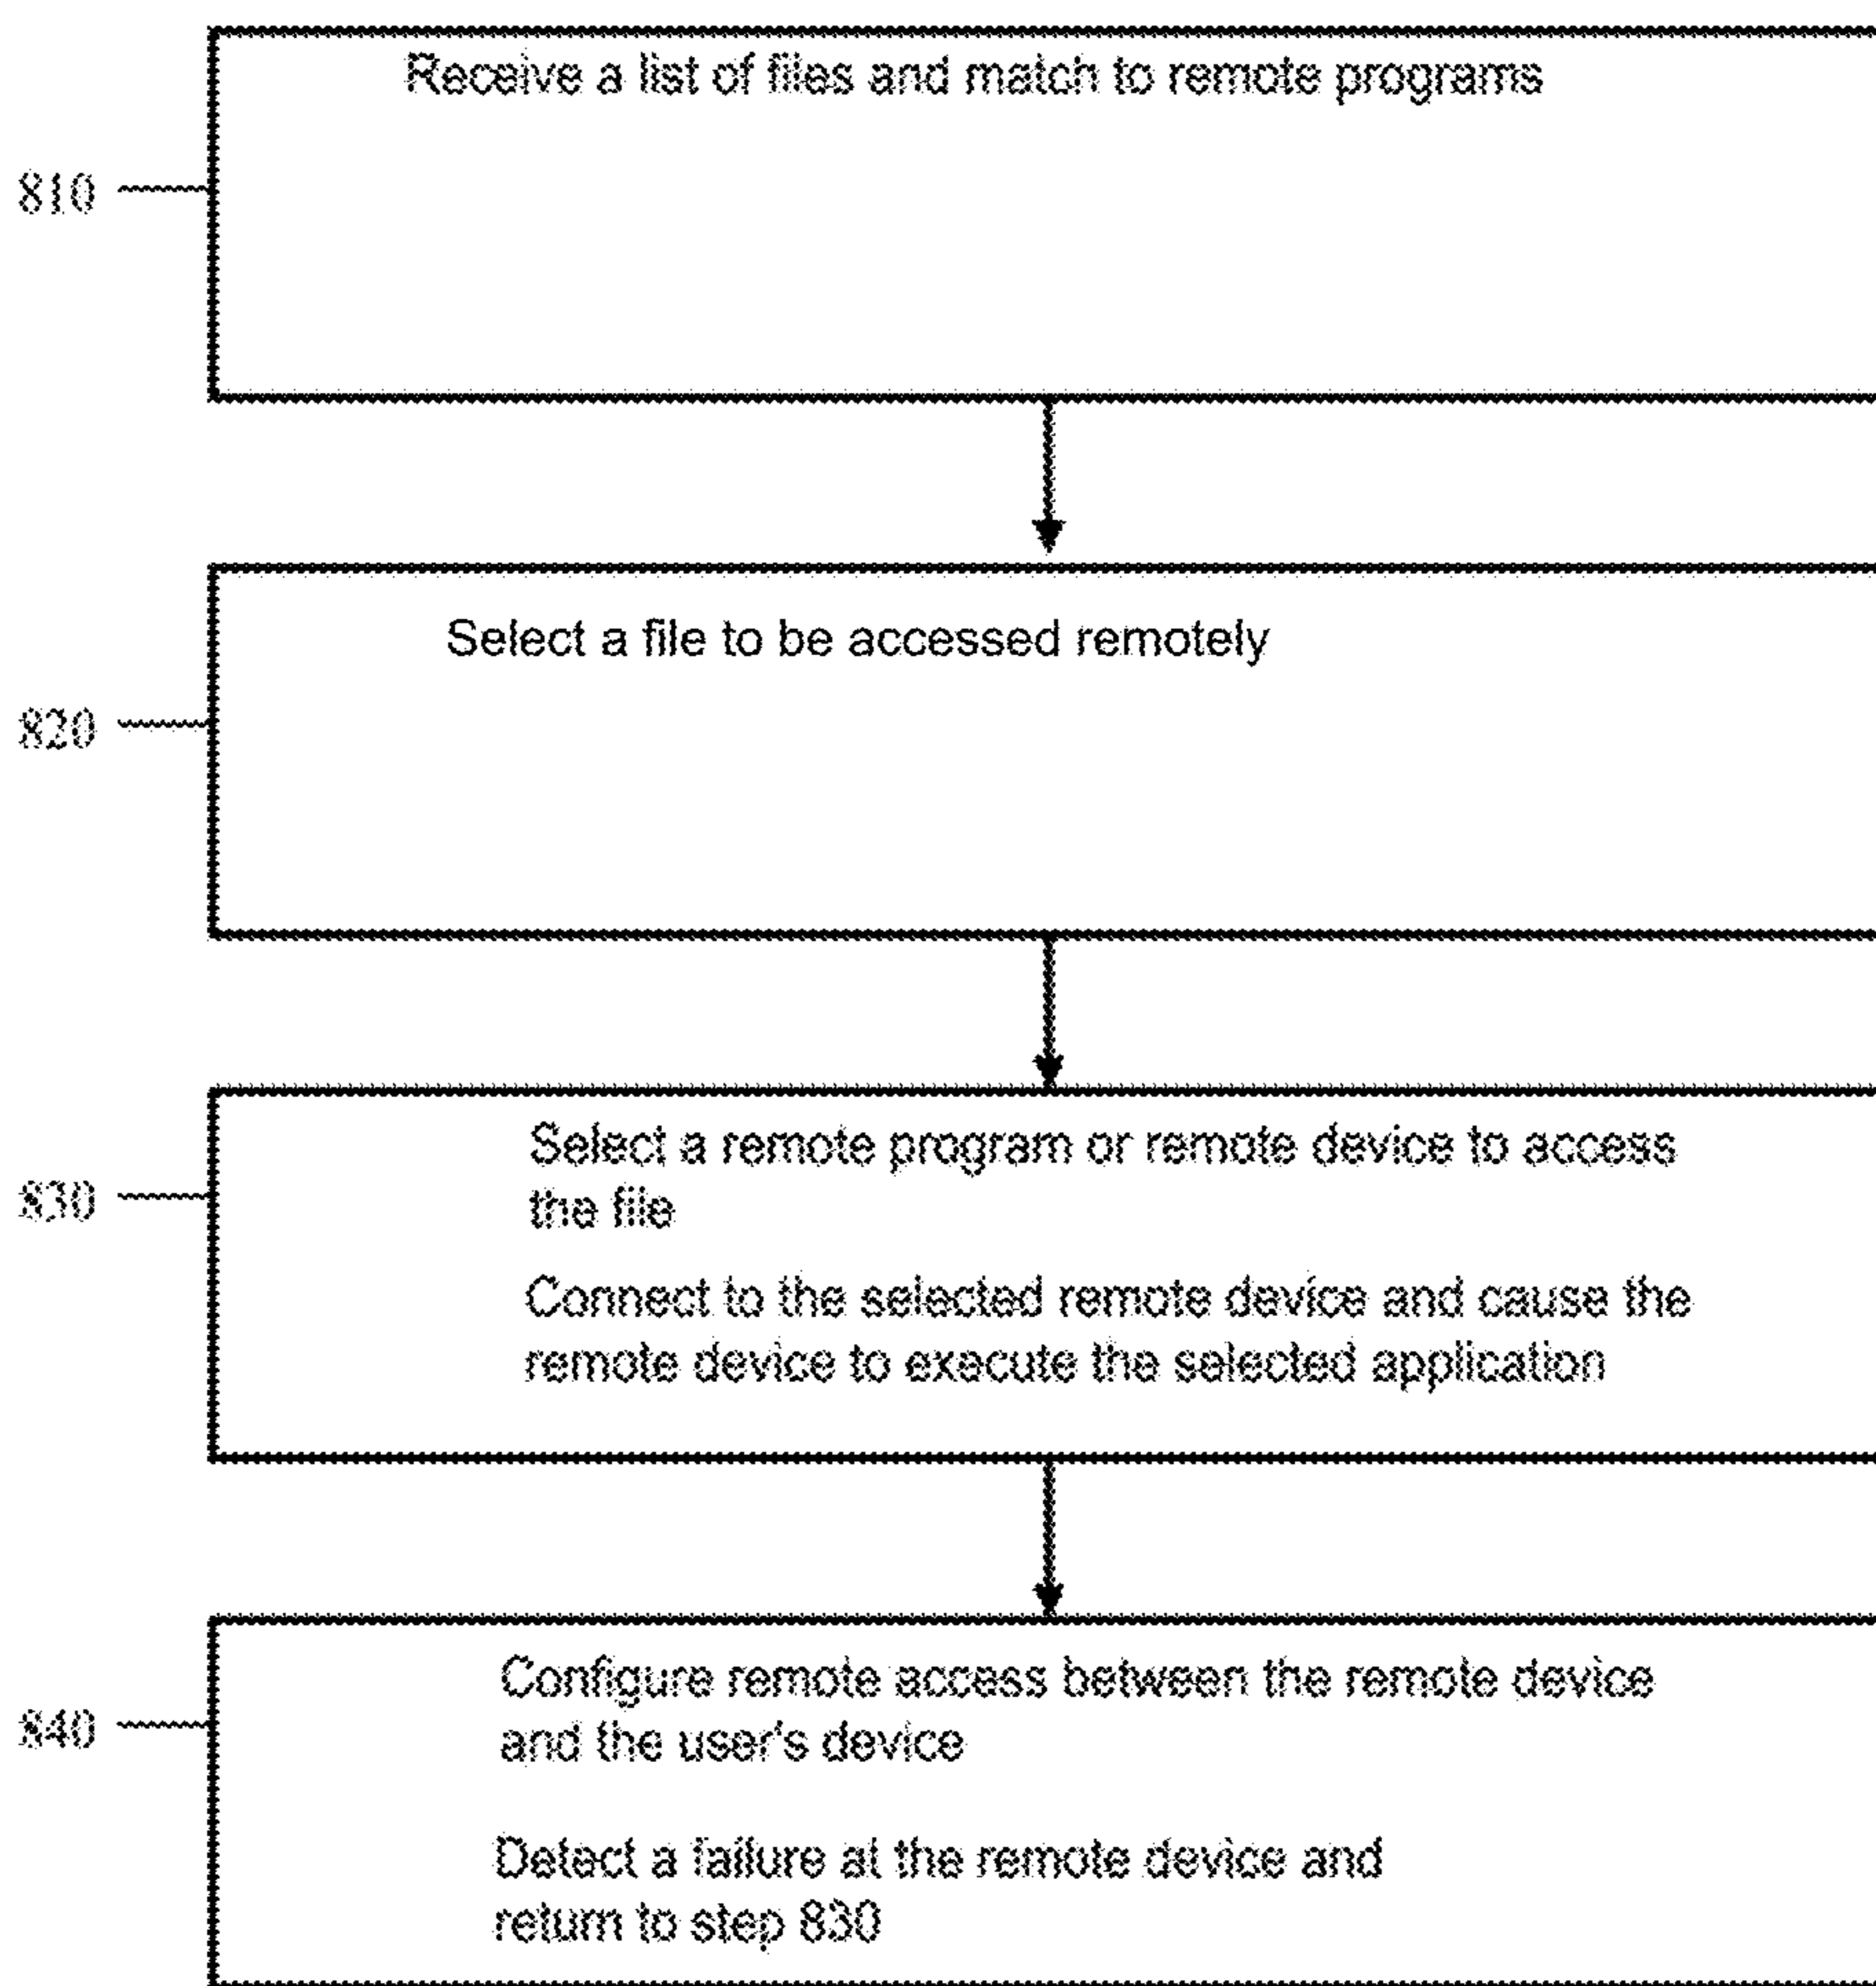 Receive a list of files and match to remote programs
810
Select a file to be accessed remotely
820
Select a remote program or remote device to access
the file
830
Connect to the selected remote device and cause the
remote device to execute the selected application
Configure remote access between the remote device
and the user's device
840
Detect a failure at the remote device and
return to step 830